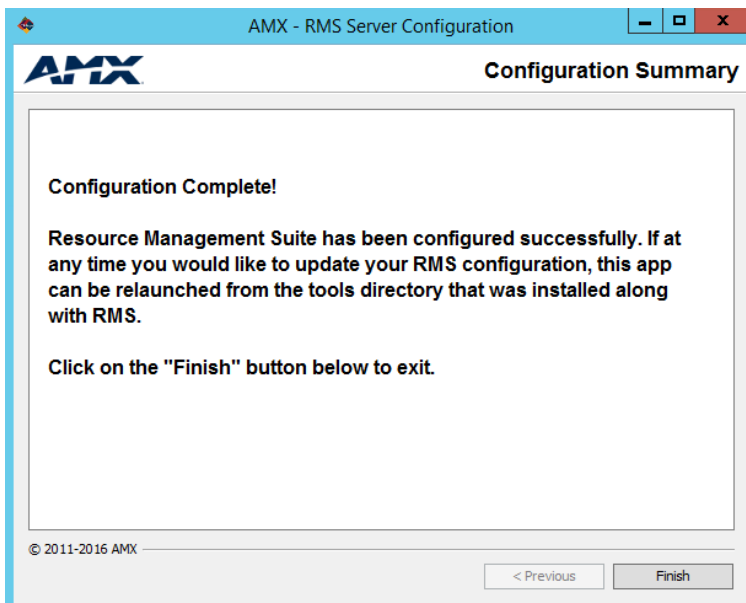 AMX - RMS Server Configuration
AMX
Configuration Summary
Configuration Complete!
Resource Management Suite has been configured successfully. If at
any time you would like to update your RMS configuration, this app
can be relaunched from the tools directory that was installed along
with RMS.
Click on the "Finish" button below to exit.
© 2011-2016 AMX
< Previous
Finish